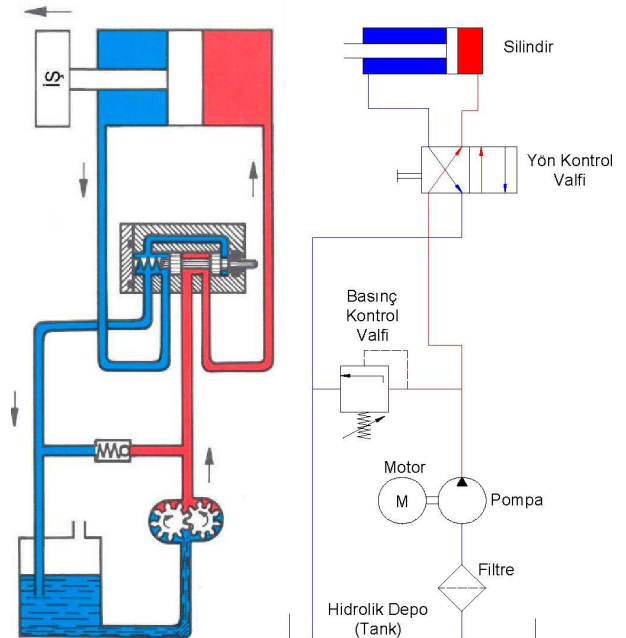 İŞ
Silindir
Yön Kontrol
Valfi
Basınç
Kontrol
Valfi
Motor
M
Pompa
Filtre
Hidrolik Depo
(Tank)